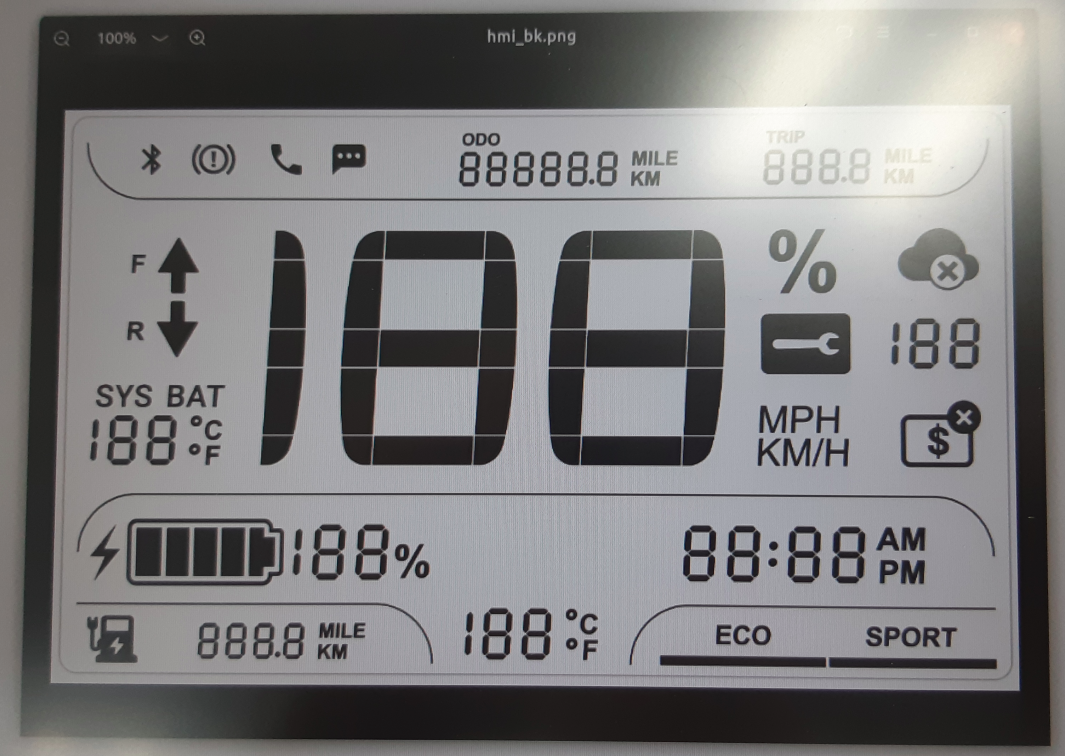 100%
hmi_bk.png
ODO
88888.8 MILE
KM
TRIP
888.8 MILE
KM
F
R
SYS BAT
188 °C
°F
188
%
188
MPH
KM/H
$
188%
88:88 AM
PM
888.8 MILE
KM
188 °C
°F
ECO SPORT